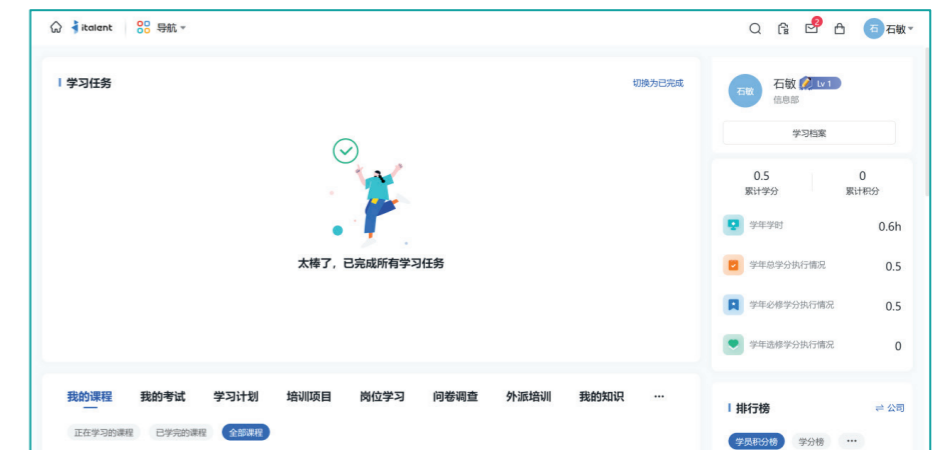 italent 导航 2 石 石敏
学习任务 切换为已完成
太棒了，已完成所有学习任务
石敏 石敏 Lv 1
信息部
学习档案
0.5 0
累计学分 累计积分
学年学时 0.6h
学年总学分执行情况 0.5
学年必修学分执行情况 0.5
学年选修学分执行情况 0
我的课程 我的考试 学习计划 培训项目 岗位学习 问卷调查 外派培训 我的知识 ···
正在学习的课程 已学完的课程 全部课程
排行榜 公司
学员积分榜 学分榜 ···